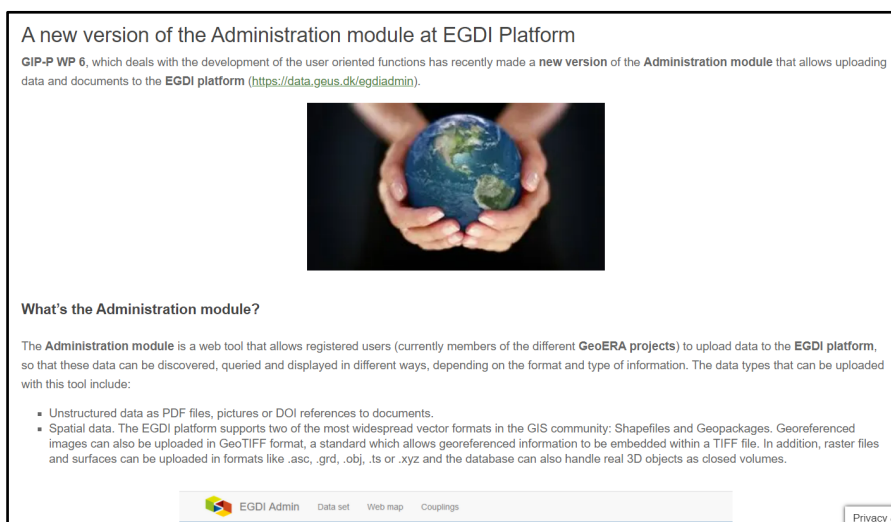 A new version of the Administration module at EGDI Platform
GIP-P WP 6, which deals with the development of the user oriented functions has recently made a new version of the Administration module that allows uploading
data and documents to the EGDI platform (https://data.geus.dk/egdiadmin).
What's the Administration module?
The Administration module is a web tool that allows registered users (currently members of the different GeoERA projects) to upload data to the EGDI platform,
so that these data can be discovered, queried and displayed in different ways, depending on the format and type of information. The data types that can be uploaded
with this tool include:
Unstructured data as PDF files, pictures or DOI references to documents.
Spatial data. The EGDI platform supports two of the most widespread vector formats in the GIS community: Shapefiles and Geopackages. Georeferenced
images can also be uploaded in GeoTIFF format, a standard which allows georeferenced information to be embedded within a TIFF file. In addition, raster files
and surfaces can be uploaded in formats like .asc, .grd, .obj, .ts or .xyz and the database can also handle real 3D objects as closed volumes.
EGDI Admin Data set Web map Couplings
Privacy